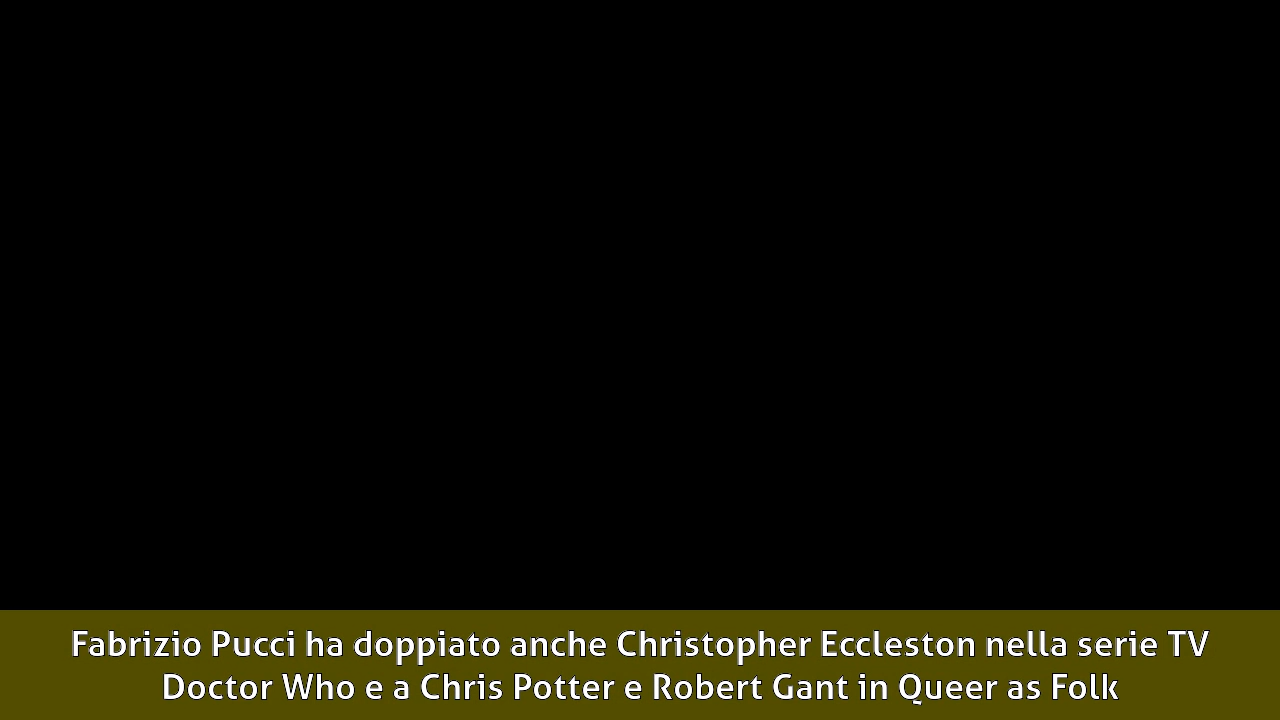 Fabrizio Pucci ha doppiato anche Christopher Eccleston nella serie TV
Doctor Who e a Chris Potter e Robert Gant in Queer as Folk